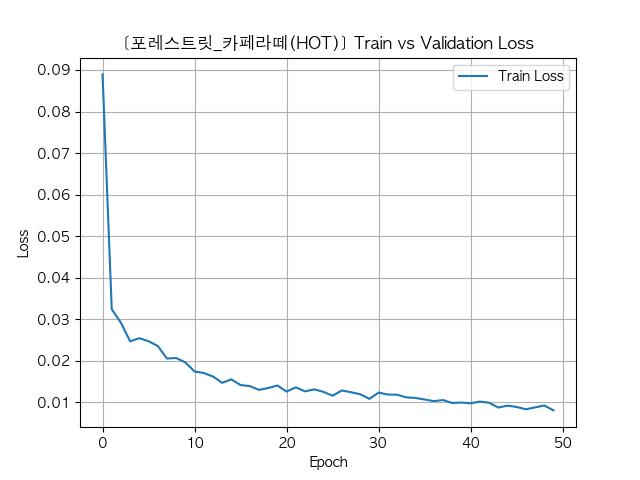 [포레스트릿_카페라떼(HOT)] Train vs Validation Loss
Train Loss
0.09
0.08
0.07
0.06
0.05
0.04
0.03
0.02
0.01
Loss
0 10 20 30 40 50
Epoch